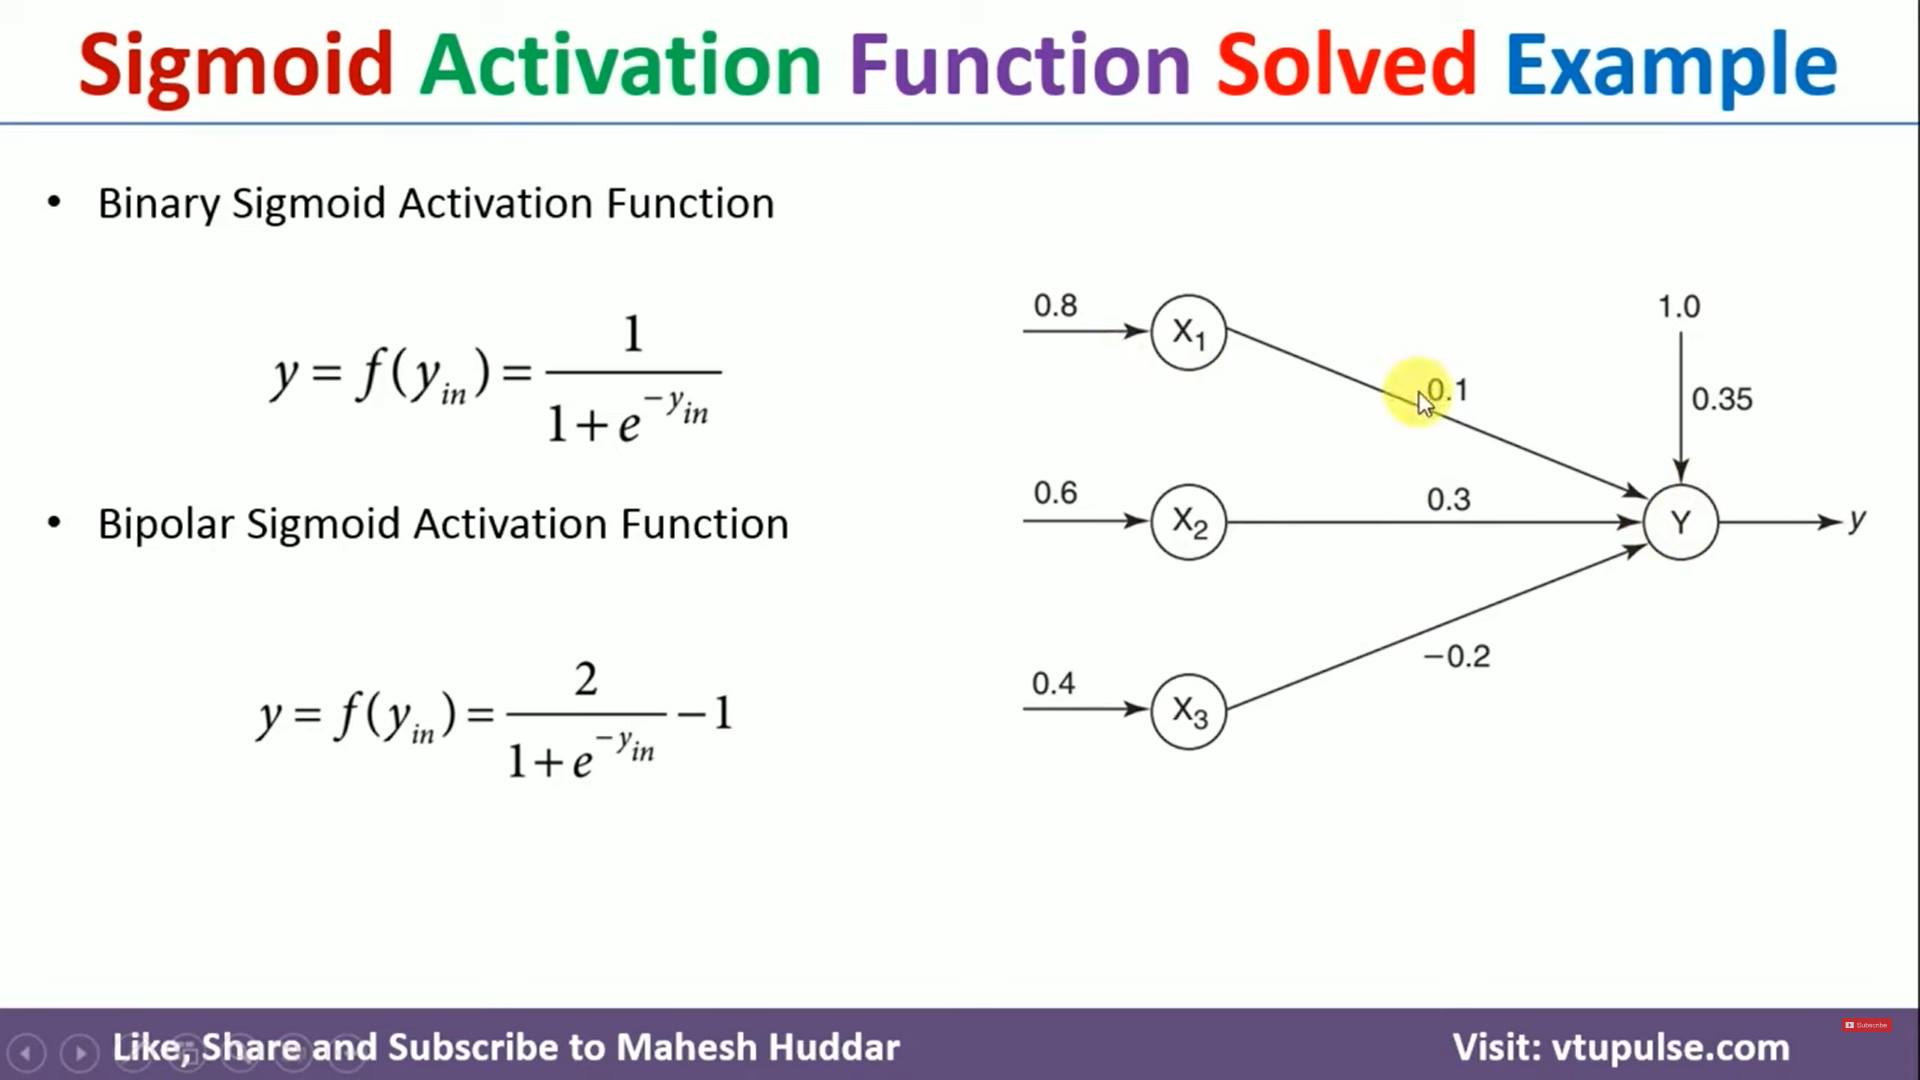 Sigmoid Activation Function Solved Example
• Binary Sigmoid Activation Function
y = f(y_in) = 1 / (1 + e^(−y_in))
• Bipolar Sigmoid Activation Function
y = f(y_in) = 2 / (1 + e^(−y_in)) − 1
0.8
X₁
0.1
1.0
0.35
0.6
X₂
0.3
Y
y
0.4
X₃
−0.2
Like, Share and Subscribe to Mahesh Huddar
Subscribe
Visit: vtupulse.com